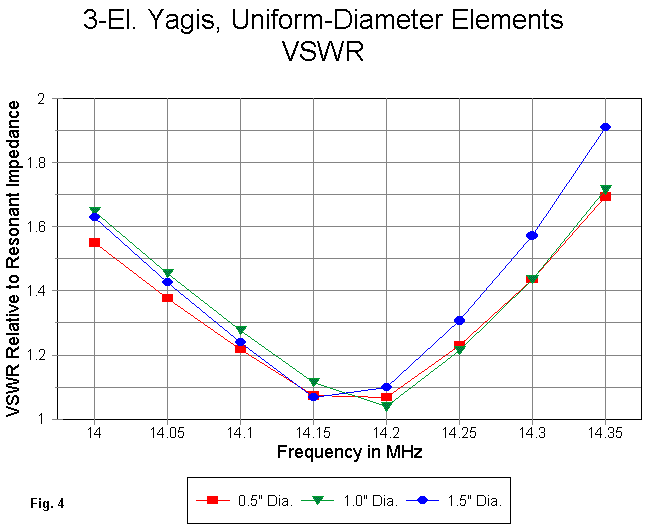 3-El. Yagis, Uniform-Diameter Elements
VSWR
VSWR Relative to Resonant Impedance
2
1.8
1.6
1.4
1.2
1
14 14.05 14.1 14.15 14.2 14.25 14.3 14.35
Frequency in MHz
0.5" Dia. 1.0" Dia. 1.5" Dia.
Fig. 4